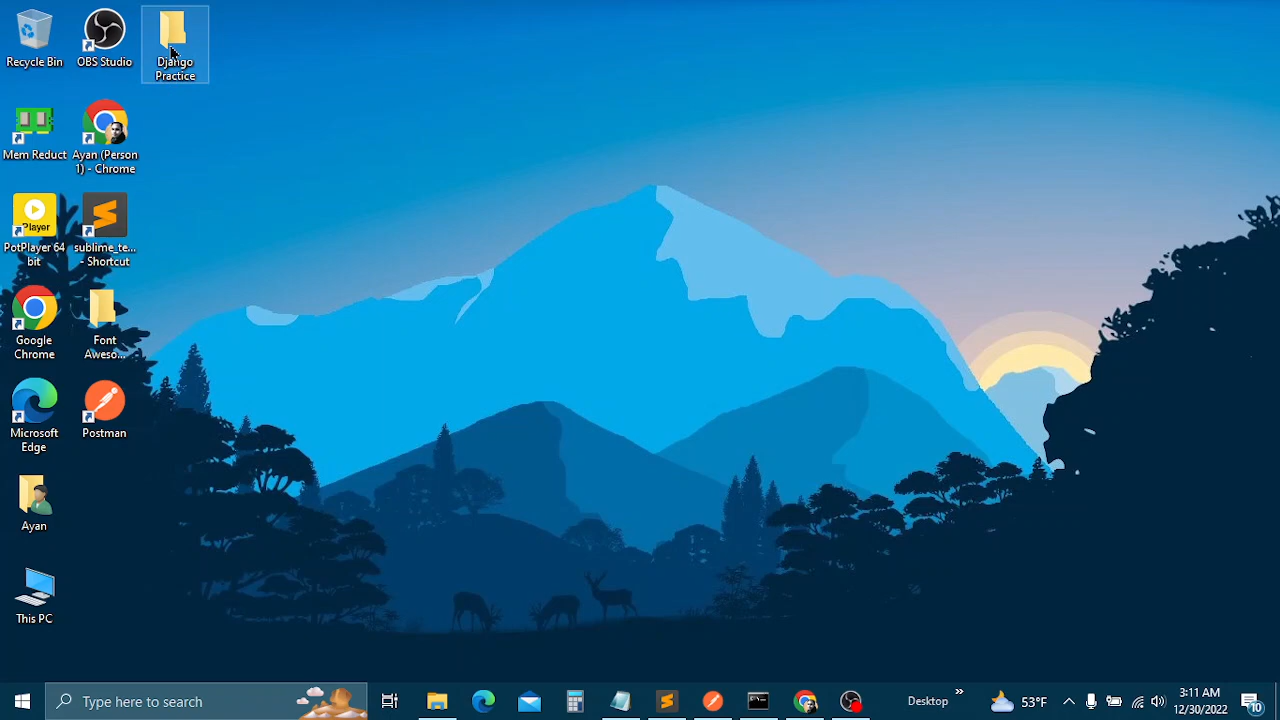 Recycle Bin
OBS Studio
Django
Practice
Mem Reduct
Ayan (Person
1) - Chrome
Player
PotPlayer 64
bit
sublime_te...
- Shortcut
Google
Chrome
Font
Aweso...
Microsoft
Edge
Postman
Ayan
This PC
Type here to search
Desktop
»
53°F
3:11 AM
12/30/2022
10